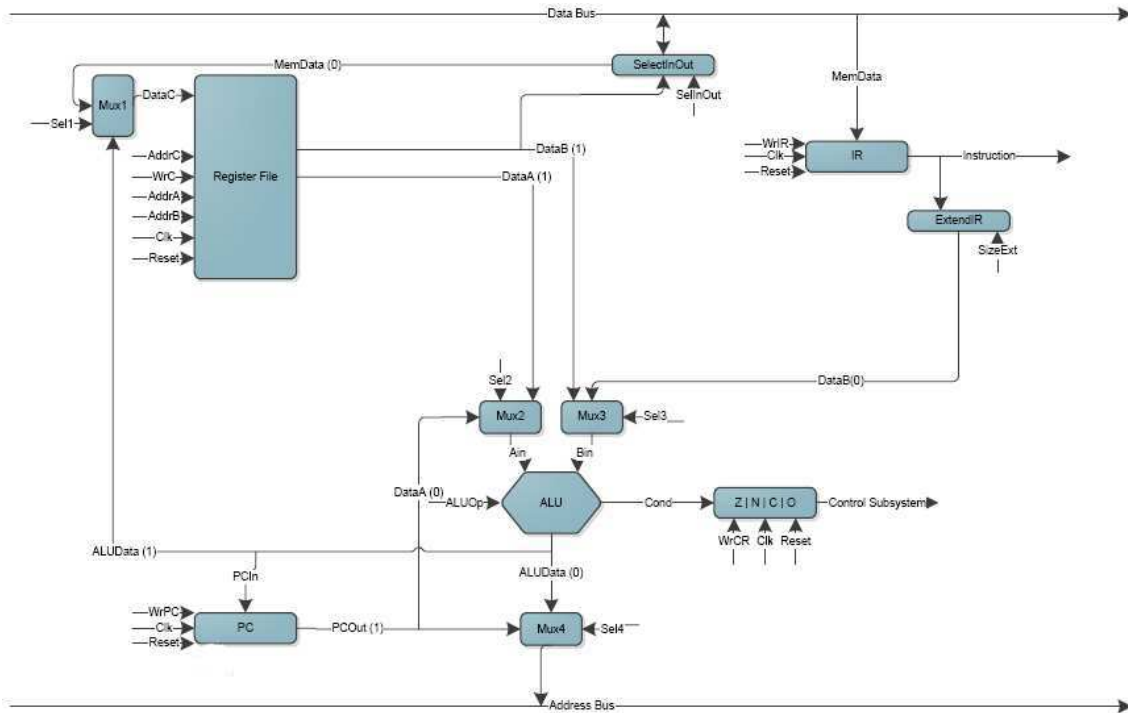 Data Bus
MemData (0)
SelectInOut
MemData
Mux1
DataC
SelInOut
Sel1
WrIR
Clk
IR
Instruction
Reset
AddrC
DataB (1)
WrC
Register File
DataA (1)
AddrA
AddrB
ExtendIR
Clk
SizeExt
Reset
Sel2
DataB(0)
Mux2
Mux3
Sel3
Ain
Bin
DataA (0)
ALUOp
ALU
Cond
Z | N | C | O
Control Subsystem
WrCR
Clk
Reset
ALUData (1)
PCIn
ALUData (0)
WrPC
Clk
PC
PCOut (1)
Mux4
Sel4
Reset
Address Bus